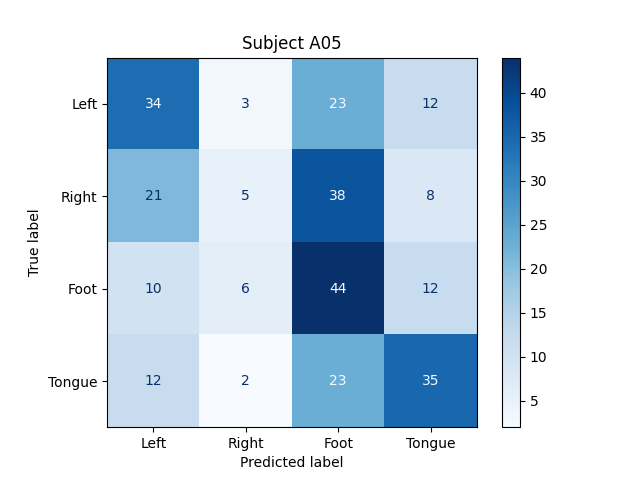 Subject A05
True label
Left 34 3 23 12
Right 21 5 38 8
Foot 10 6 44 12
Tongue 12 2 23 35
Left Right Foot Tongue
Predicted label
40
35
30
25
20
15
10
5